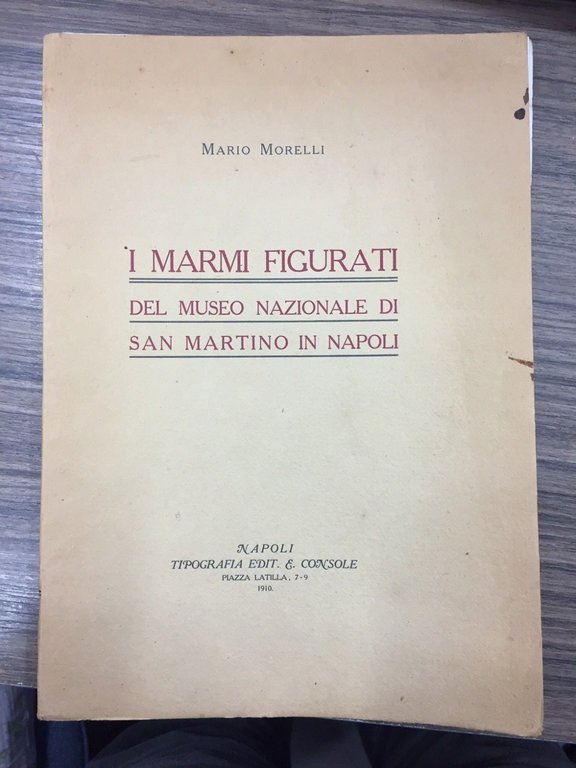 MARIO MORELLI
I MARMI FIGURATI
DEL MUSEO NAZIONALE DI
SAN MARTINO IN NAPOLI
NAPOLI
TIPOGRAFIA EDIT. E. CONSOLE
PIAZZA LATILLA, 7-9
1910.